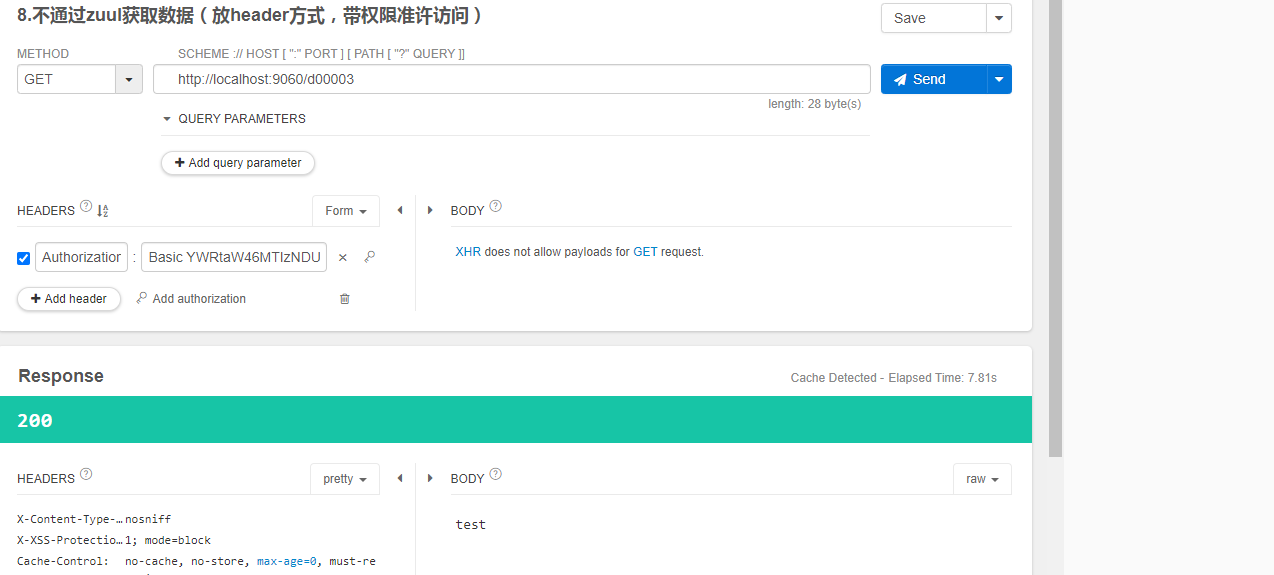 8.不通过zuul获取数据（放header方式，带权限准许访问）
Save
METHOD
SCHEME :// HOST [ ":" PORT ] [ PATH [ "?" QUERY ]]
GET
http://localhost:9060/d00003
Send
length: 28 byte(s)
QUERY PARAMETERS
+ Add query parameter
HEADERS ?
Form
BODY ?
Authorization : Basic YWRtaW46MTIzNDU
XHR does not allow payloads for GET request.
+ Add header
Add authorization
Response
Cache Detected - Elapsed Time: 7.81s
200
HEADERS ?
pretty
BODY ?
raw
X-Content-Type-… nosniff
test
X-XSS-Protectio… 1; mode=block
Cache-Control: no-cache, no-store, max-age=0, must-re